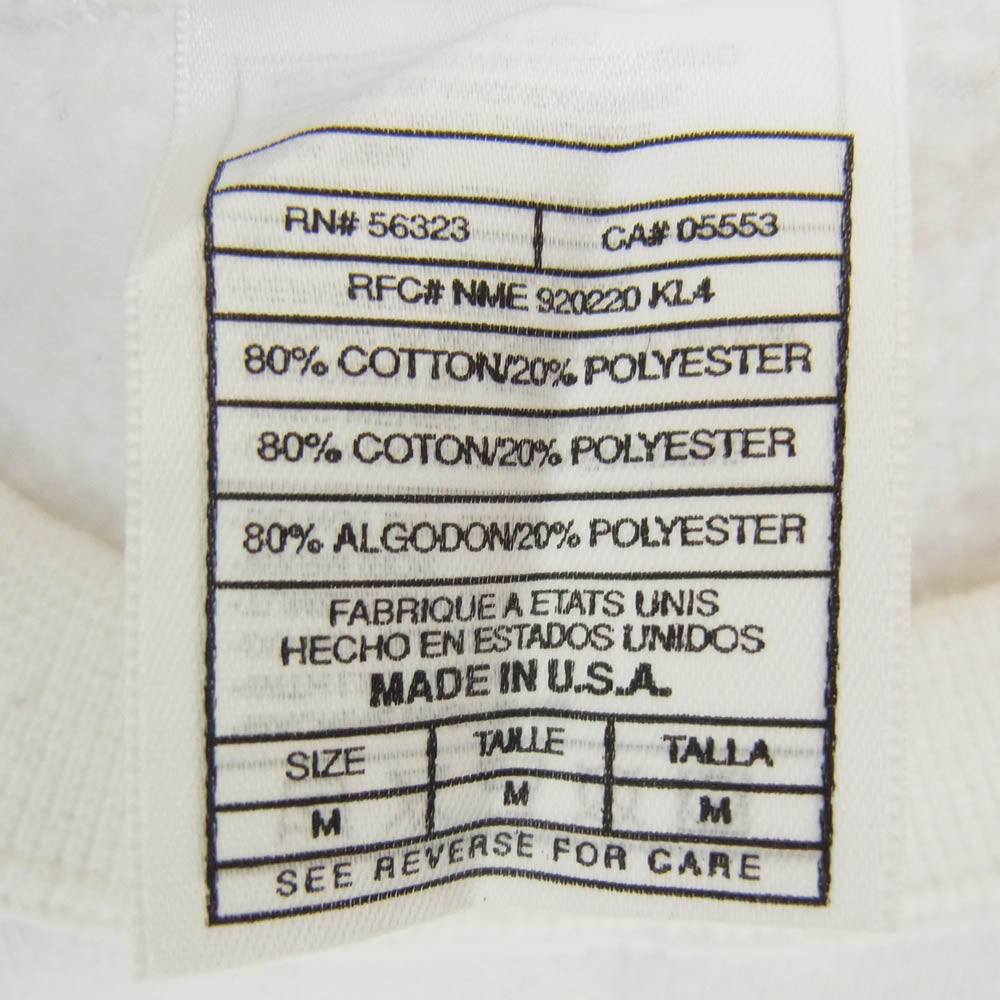 RN# 56323 CA# 05553
RFC# NME 920220 KL4
80% COTTON/20% POLYESTER
80% COTON/20% POLYESTER
80% ALGODON/20% POLYESTER
FABRIQUE A ETATS UNIS
HECHO EN ESTADOS UNIDOS
MADE IN U.S.A.
SIZE TAILLE TALLA
M M M
SEE REVERSE FOR CARE